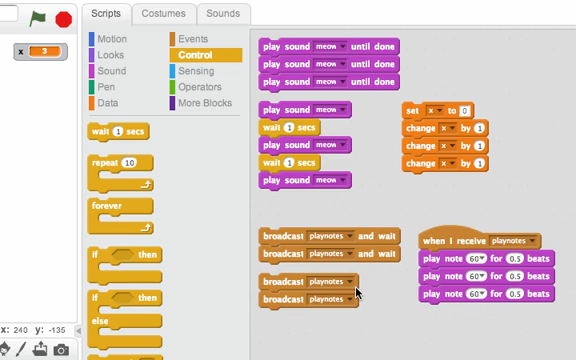 Scripts Costumes Sounds
x 3
Motion Events
Looks Control
Sound Sensing
Pen Operators
Data More Blocks
wait 1 secs
repeat 10
forever
if then
if then
else
x: 240 y: -135
play sound meow until done
play sound meow until done
play sound meow until done
play sound meow
wait 1 secs
play sound meow
wait 1 secs
play sound meow
set x to 0
change x by 1
change x by 1
change x by 1
broadcast playnotes and wait
broadcast playnotes and wait
broadcast playnotes
broadcast playnotes
when I receive playnotes
play note 60 for 0.5 beats
play note 60 for 0.5 beats
play note 60 for 0.5 beats